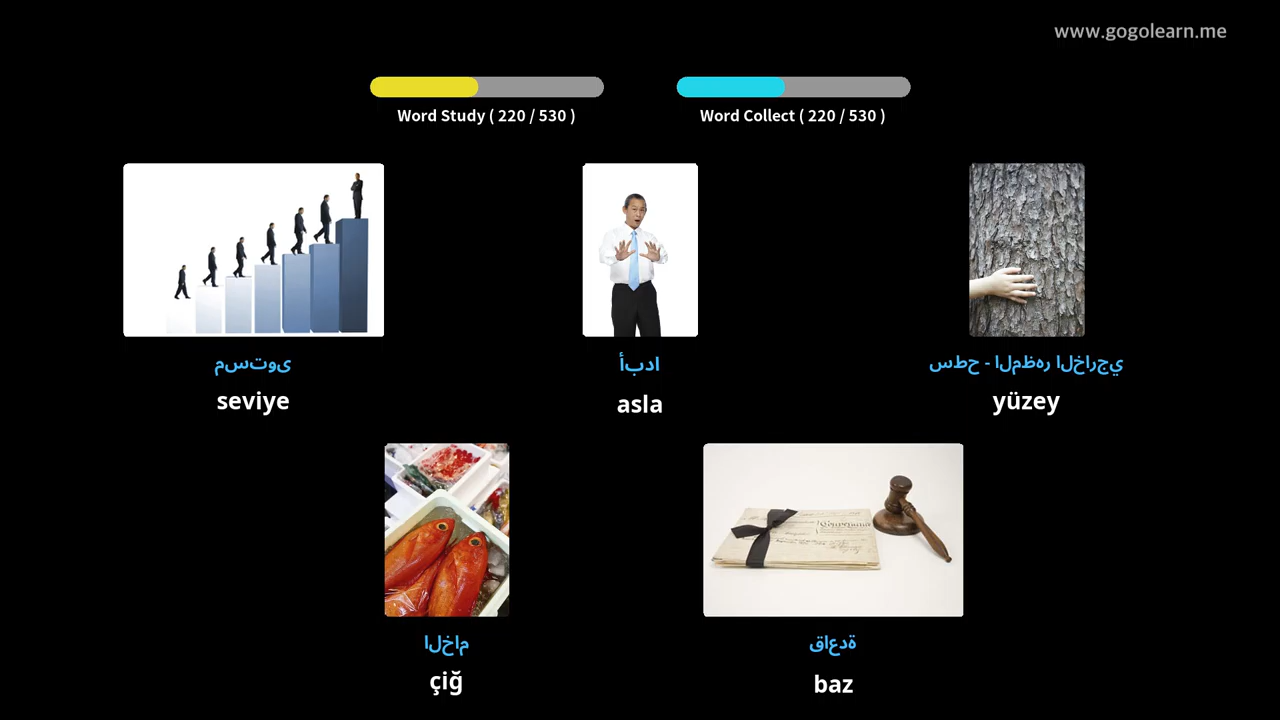 www.gogolearn.me
Word Study ( 220 / 530 )
Word Collect ( 220 / 530 )
مستوى
seviye
أبدا
asla
سطح - المظهر الخارجي
yüzey
الخام
çiğ
قاعدة
baz